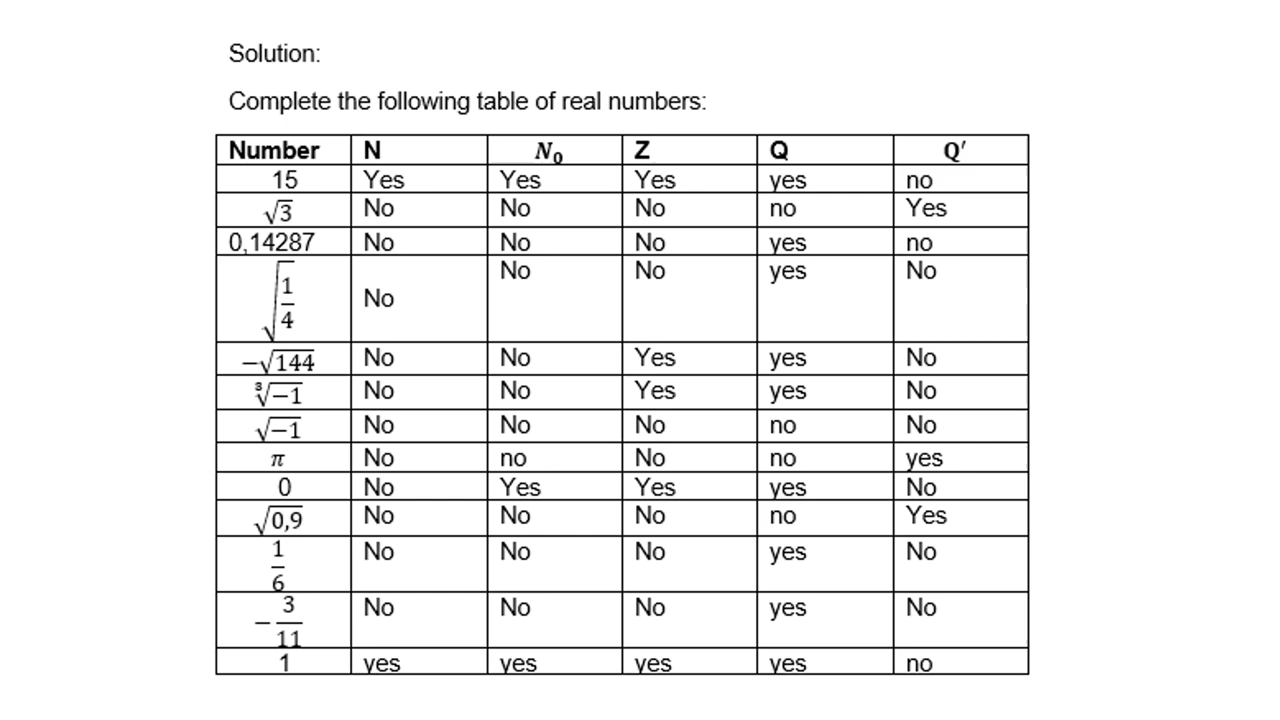 Solution:
Complete the following table of real numbers:
Number N N₀ Z Q Q′
15 Yes Yes Yes yes no
√3 No No No no Yes
0,14287 No No No yes no
√(1/4) No No No yes No
−√144 No No Yes yes No
∛−1 No No Yes yes No
√−1 No No No no No
π No no No no yes
0 No Yes Yes yes No
√0,9 No No No no Yes
1/6 No No No yes No
−3/11 No No No yes No
1 yes yes yes yes no